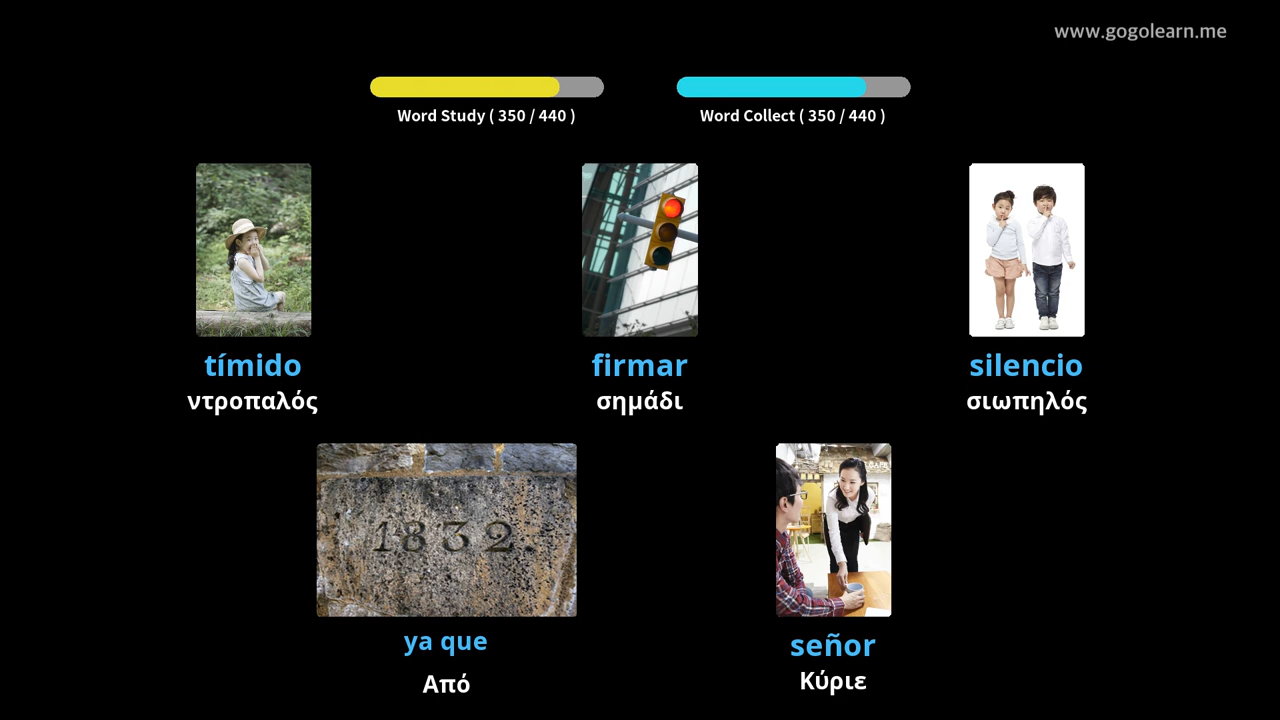 www.gogolearn.me
Word Study ( 350 / 440 )
Word Collect ( 350 / 440 )
tímido
ντροπαλός
firmar
σημάδι
silencio
σιωπηλός
1832.
ya que
Από
señor
Κύριε